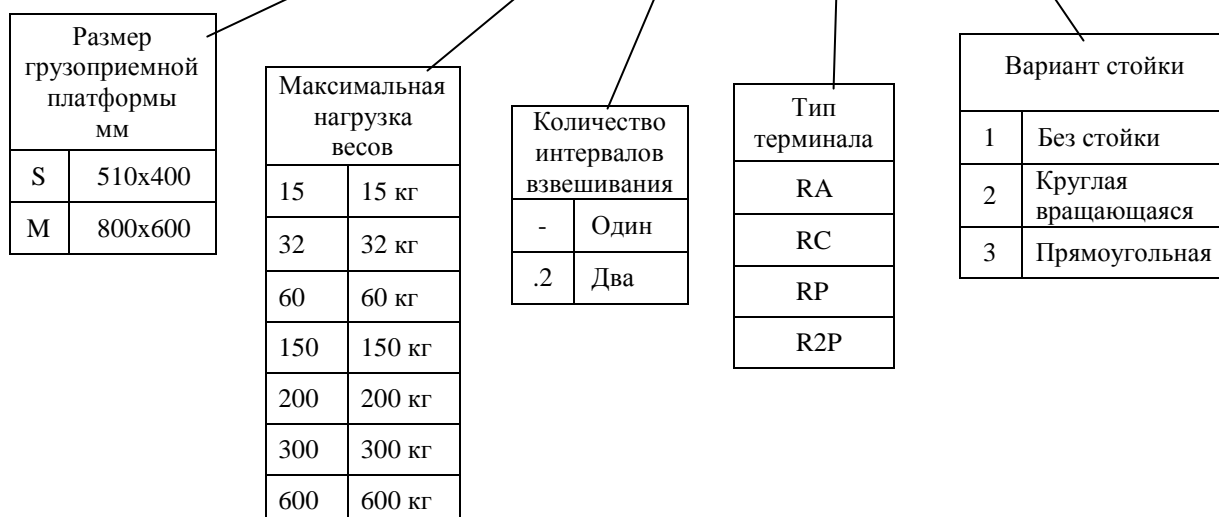 Размер
грузоприемной
платформы
мм
S 510х400
М 800х600
Максимальная
нагрузка
весов
15 15 кг
32 32 кг
60 60 кг
150 150 кг
200 200 кг
300 300 кг
600 600 кг
Количество
интервалов
взвешивания
- Один
.2 Два
Тип
терминала
RA
RC
RP
R2P
Вариант стойки
1 Без стойки
2 Круглая
вращающаяся
3 Прямоугольная